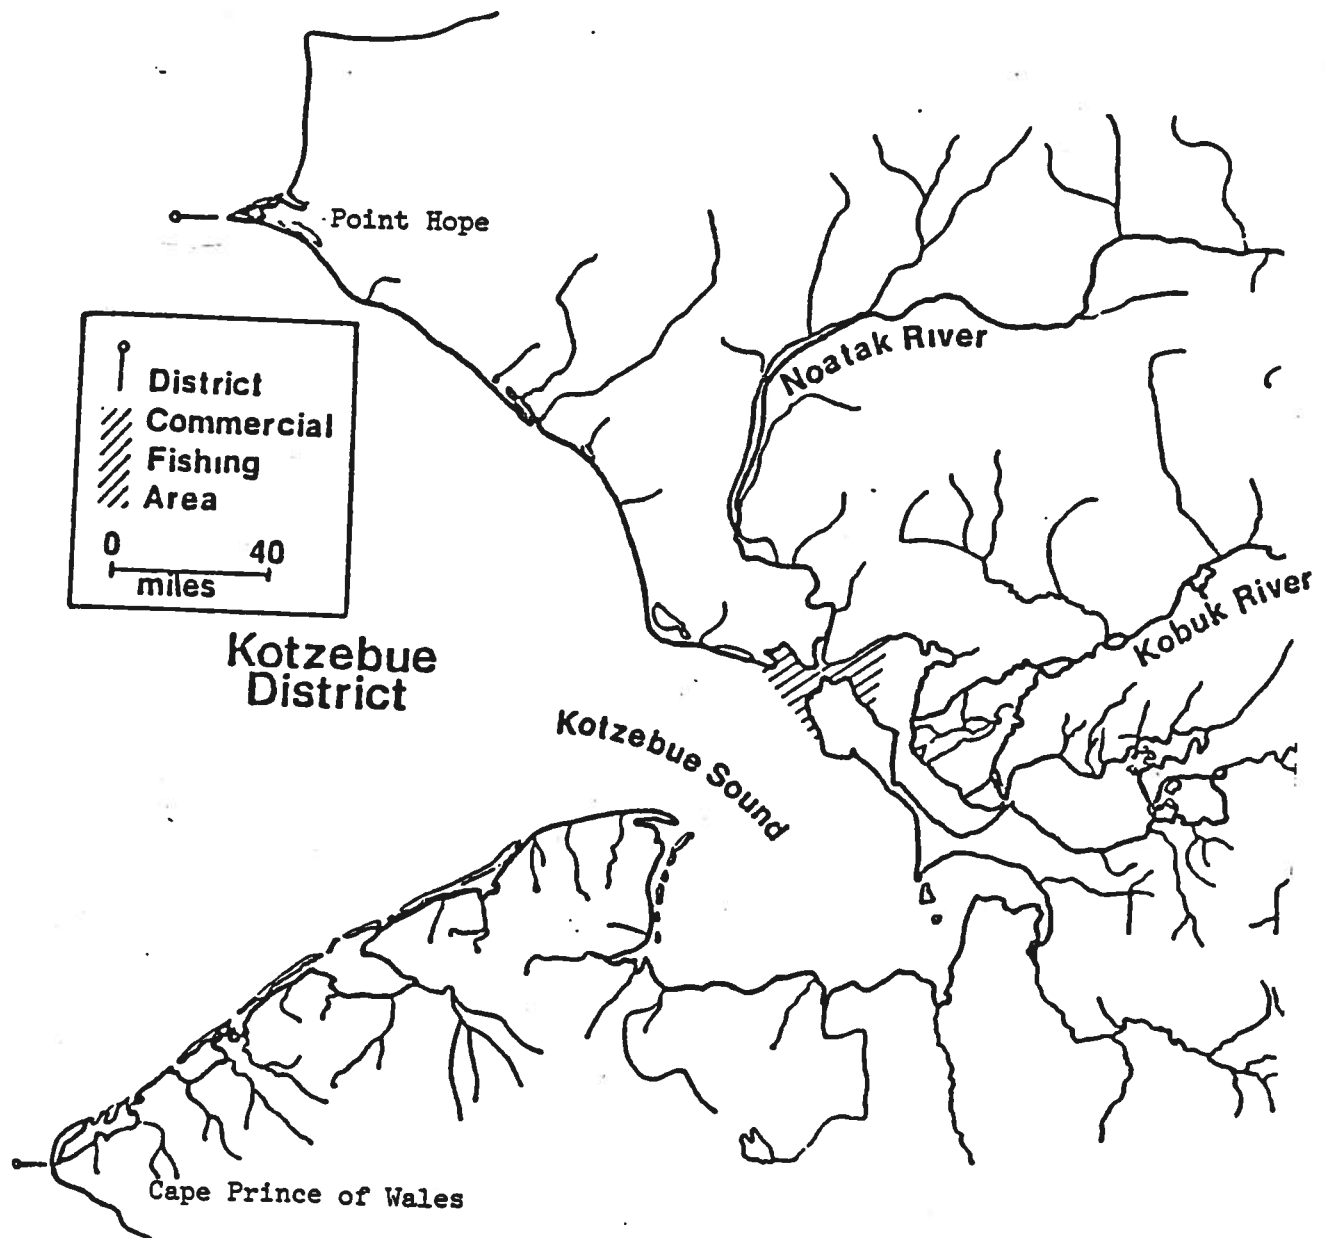 Point Hope
Noatak River
District
Commercial
Fishing
Area
0 40
miles
Kobuk River
Kotzebue
District
Kotzebue Sound
Cape Prince of Wales